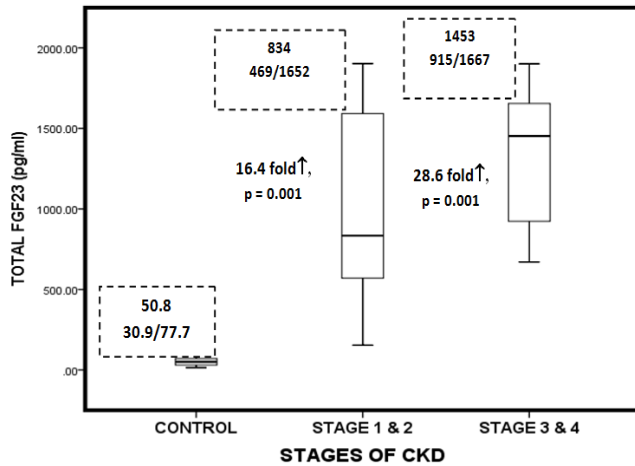 834
469/1652
1453
915/1667
16.4 fold↑,
p = 0.001
28.6 fold↑,
p = 0.001
50.8
30.9/77.7
TOTAL FGF23 (pg/ml)
2000.00
1500.00
1000.00
500.00
.00
CONTROL
STAGE 1 & 2
STAGE 3 & 4
STAGES OF CKD